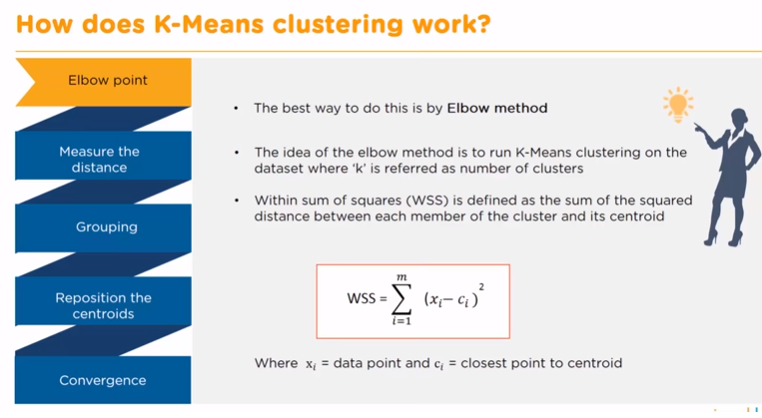 How does K-Means clustering work?
Elbow point
Measure the
distance
Grouping
Reposition the
centroids
Convergence
• The best way to do this is by Elbow method
• The idea of the elbow method is to run K-Means clustering on the
dataset where ‘k’ is referred as number of clusters
• Within sum of squares (WSS) is defined as the sum of the squared
distance between each member of the cluster and its centroid
WSS = ∑_{i=1}^{m} (x_i − c_i)^2
Where x_i = data point and c_i = closest point to centroid